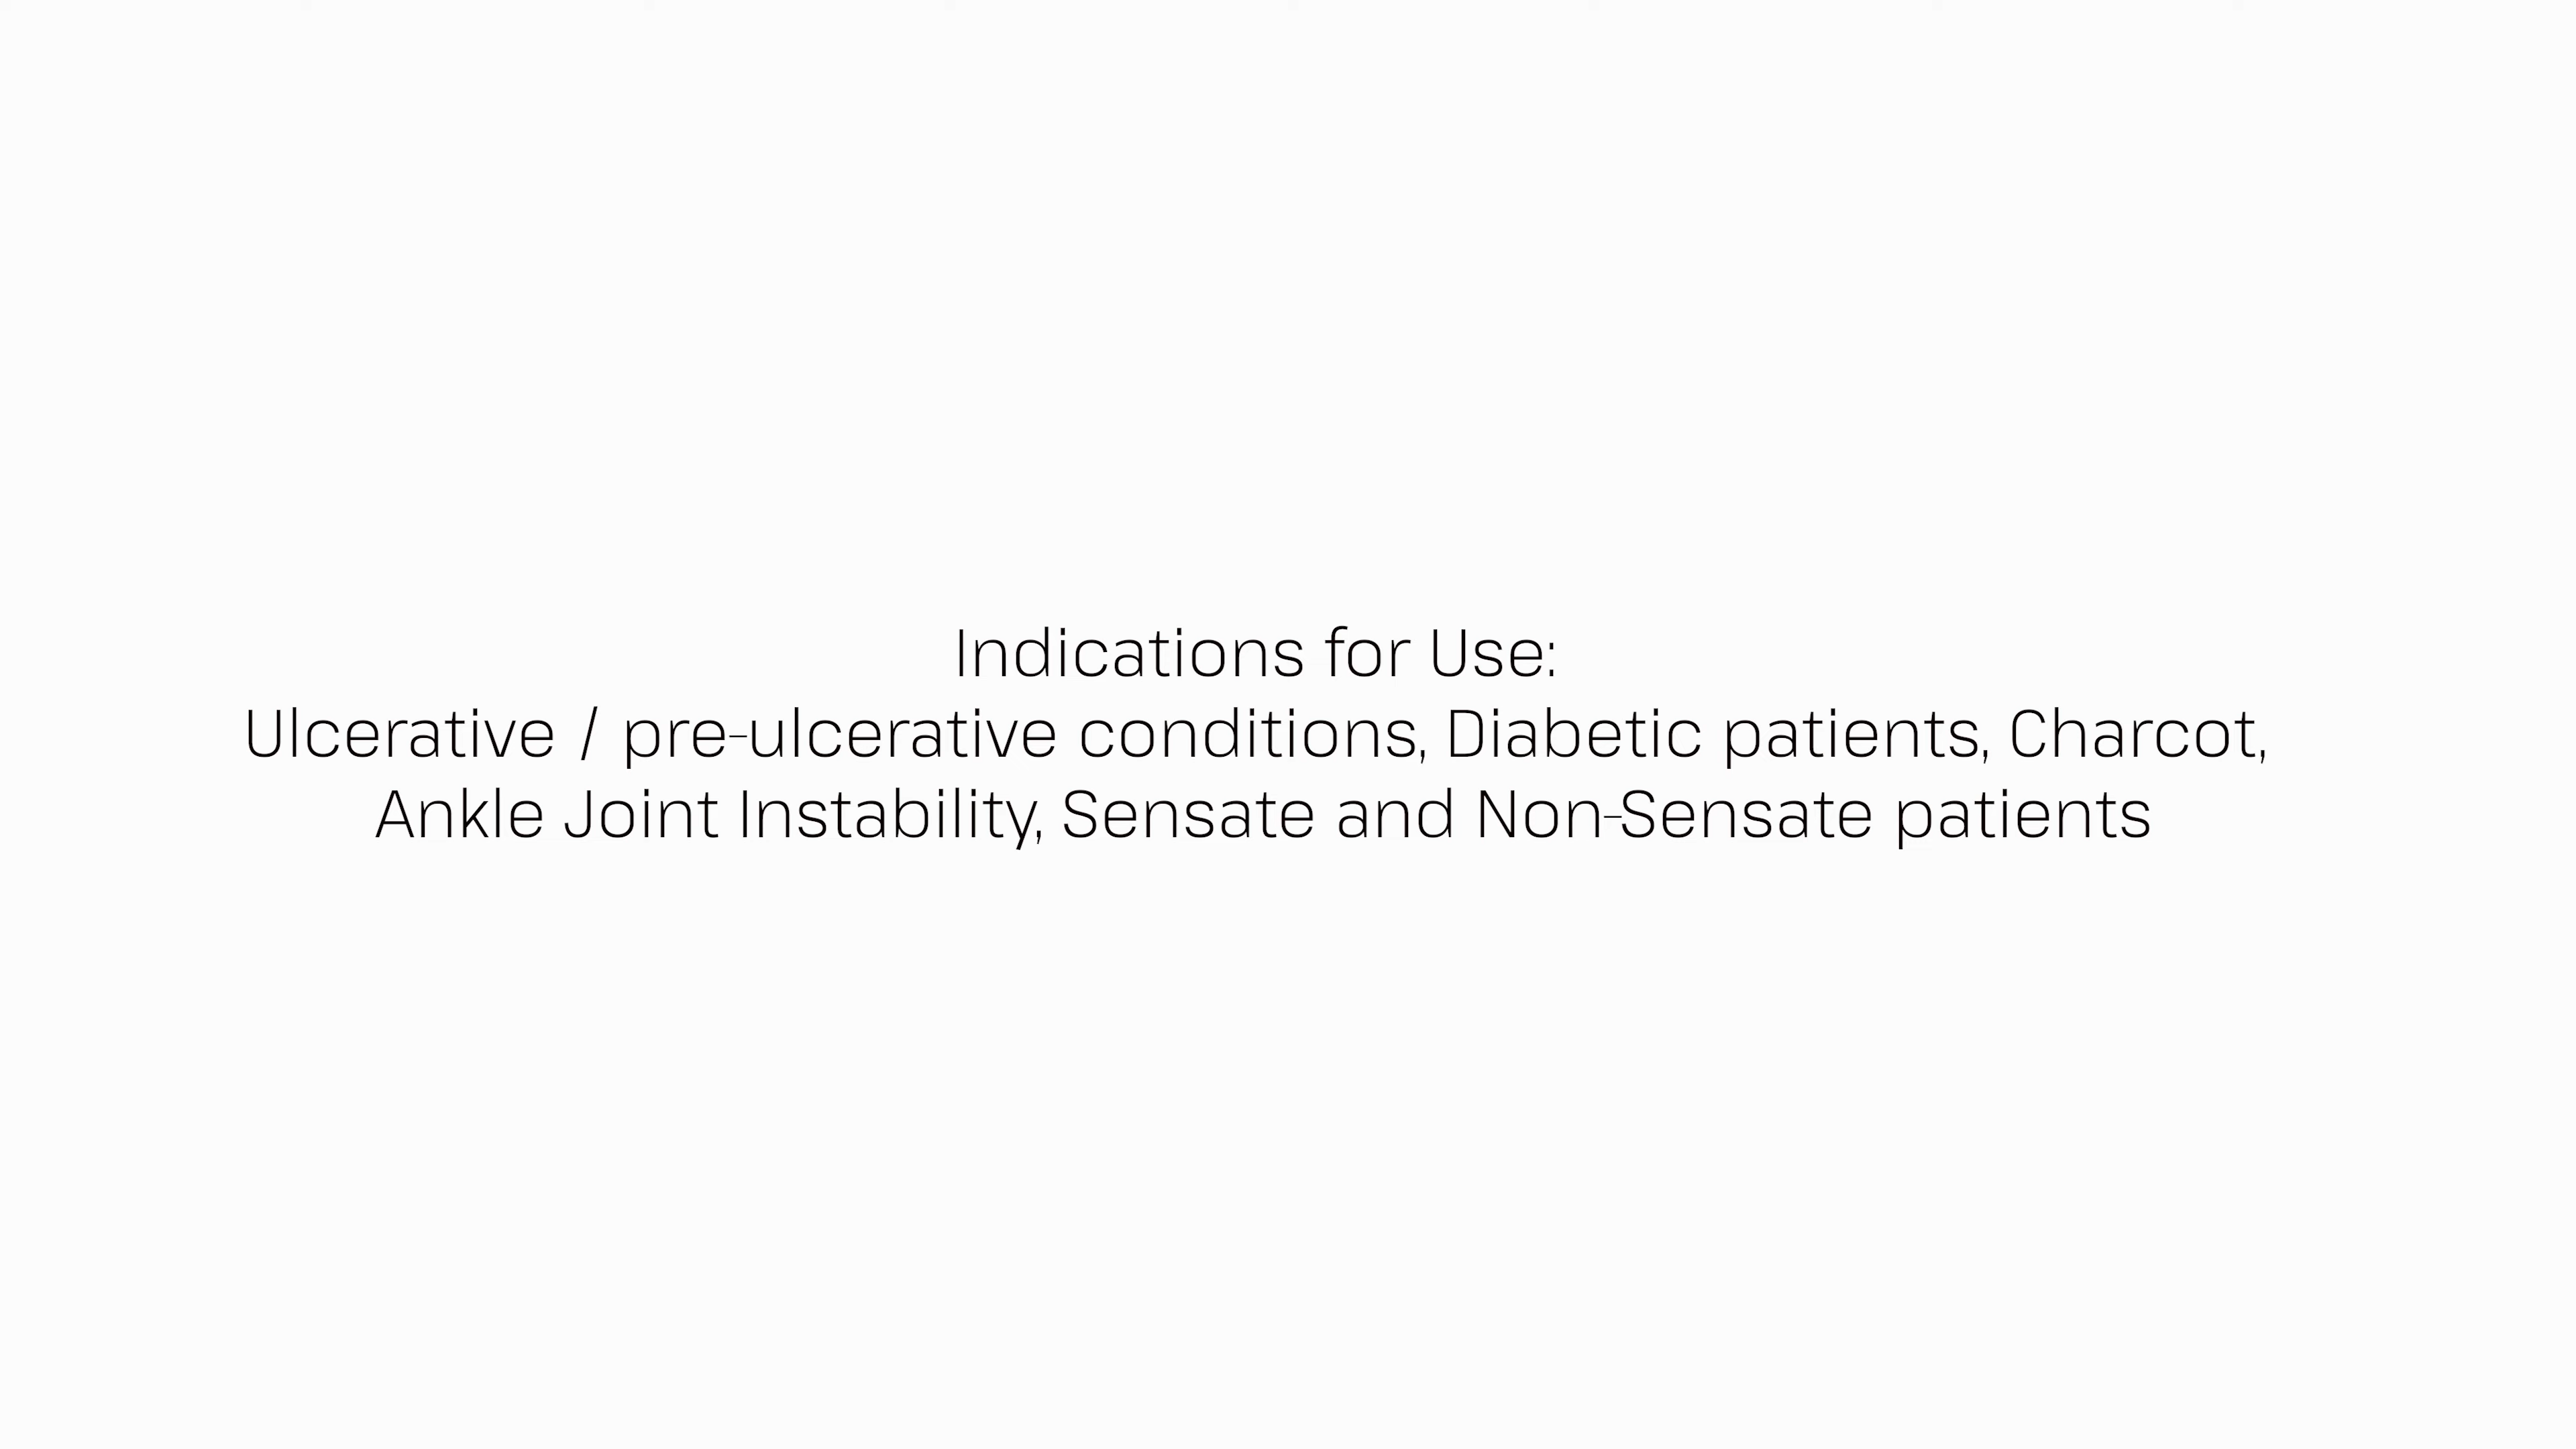 Indications for Use:
Ulcerative / pre-ulcerative conditions, Diabetic patients, Charcot,
Ankle Joint Instability, Sensate and Non-Sensate patients